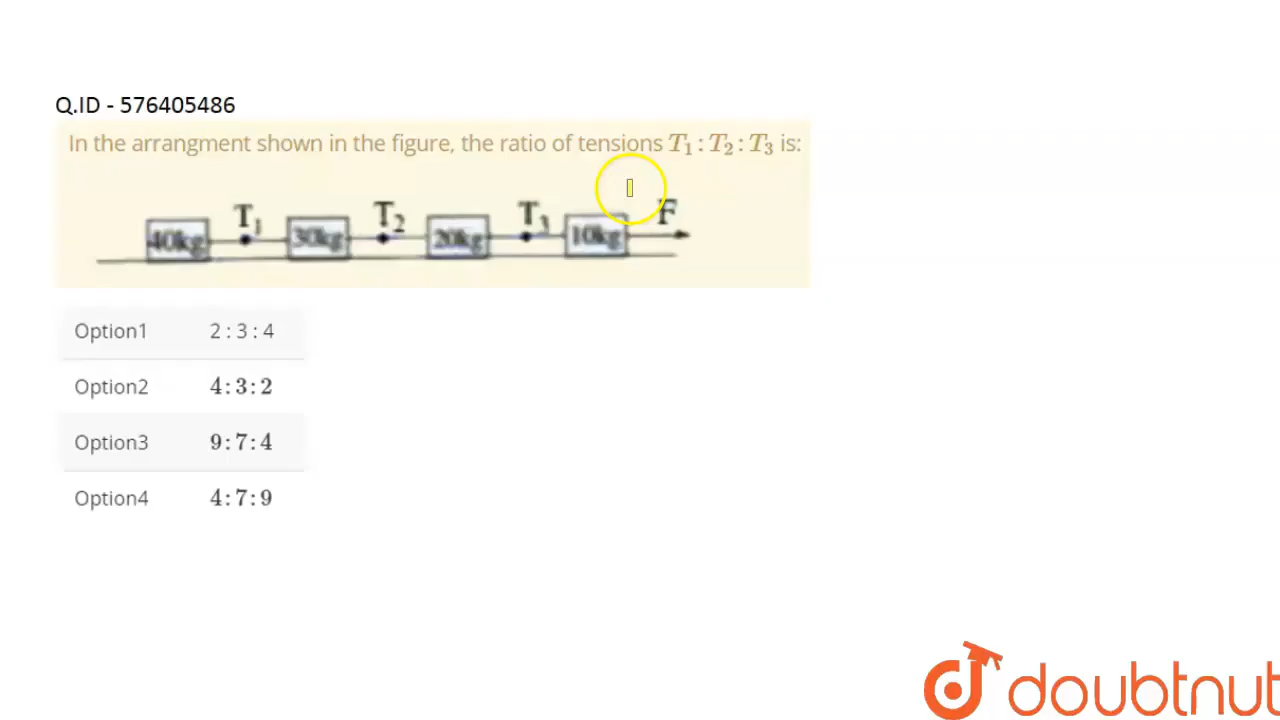 Q.ID - 576405486
In the arrangment shown in the figure, the ratio of tensions T₁ : T₂ : T₃ is:
T₁ T₂ T₃ F
40kg 30kg 20kg 10kg
Option1 2 : 3 : 4
Option2 4 : 3 : 2
Option3 9 : 7 : 4
Option4 4 : 7 : 9
doubtnut